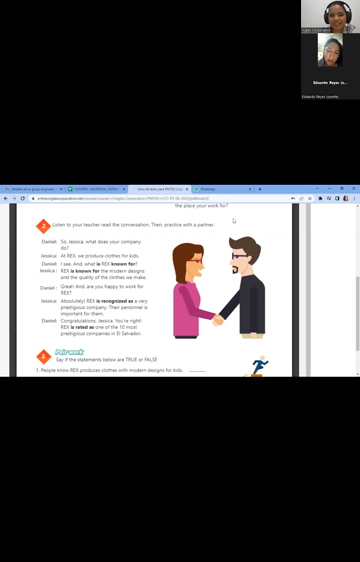 Eduardo Reyes (o...
Eduardo Reyes (oyente)
WhatsApp
the place your work for?
2. Listen to your teacher read the conversation. Then, practice with a partner.
Daniel: So, Jessica, what does your company do?
Jessica: At REX, we produce clothes for kids.
Daniel: I see. And, what is REX known for?
Jessica: REX is known for the modern designs and the quality of the clothes we make.
Daniel: Great! And, are you happy to work for REX?
Jessica: Absolutely! REX is recognized as a very prestigious company. Their personnel is important for them.
Daniel: Congratulations, Jessica. You're right! REX is rated as one of the 10 most prestigious companies in El Salvador.
3. Pair work
Say if the statements below are TRUE or FALSE
1. People know REX produces clothes with modern designs for kids. ______